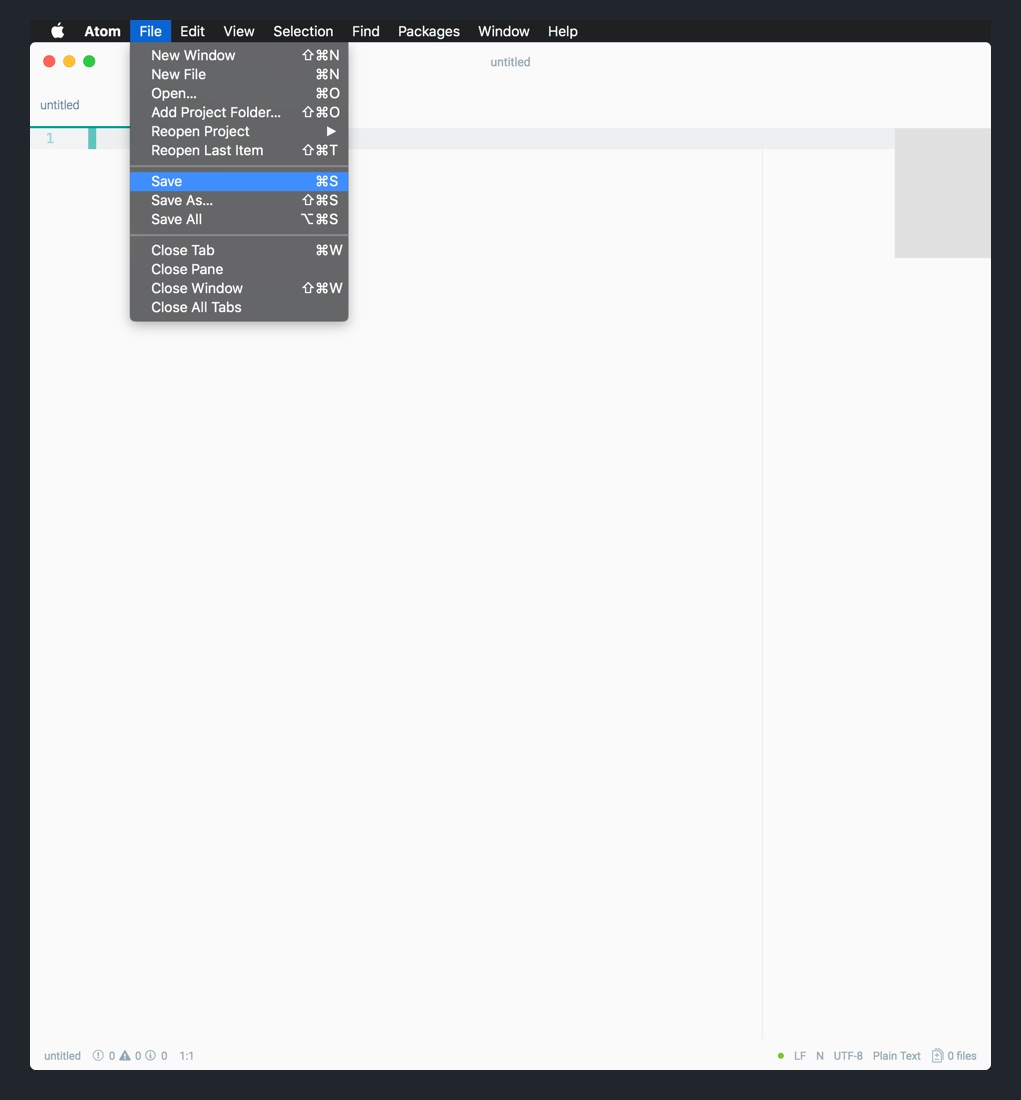 Atom File Edit View Selection Find Packages Window Help
untitled
untitled
1
New Window ⇧⌘N
New File ⌘N
Open... ⌘O
Add Project Folder... ⇧⌘O
Reopen Project ▶
Reopen Last Item ⇧⌘T
Save ⌘S
Save As... ⇧⌘S
Save All ⌥⌘S
Close Tab ⌘W
Close Pane
Close Window ⇧⌘W
Close All Tabs
untitled 0 0 0 1:1 LF N UTF-8 Plain Text 0 files